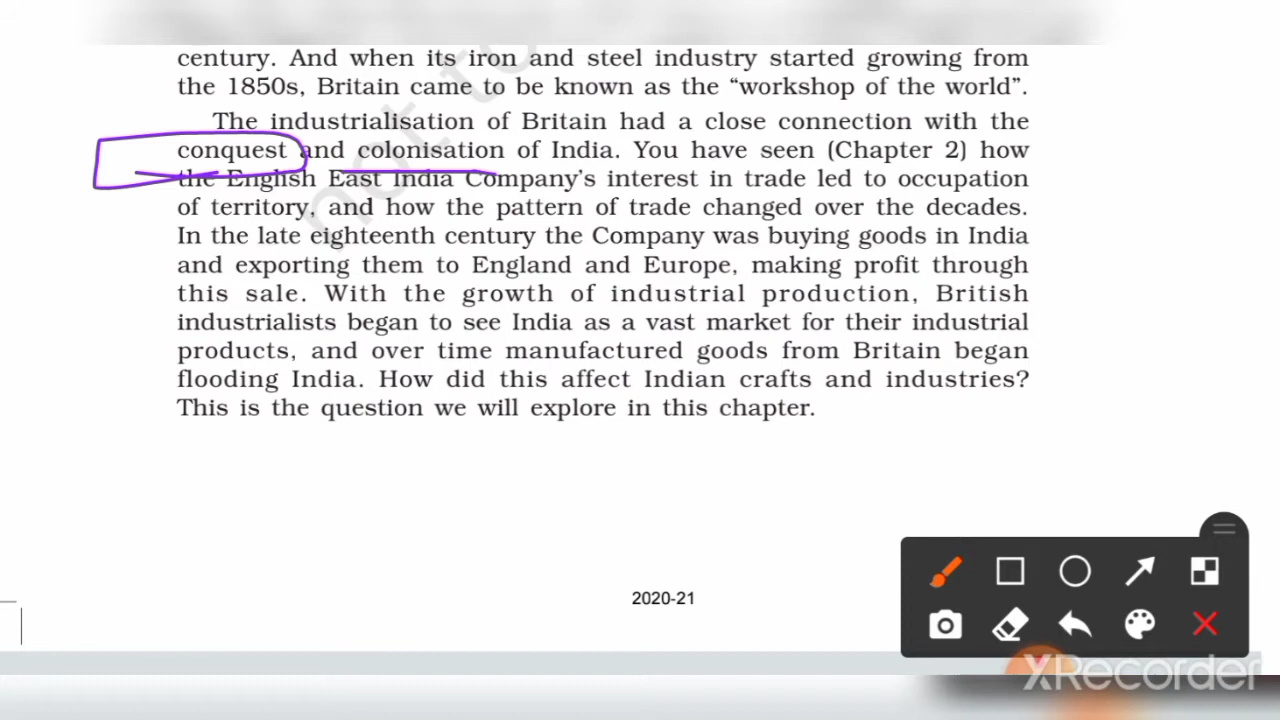 century. And when its iron and steel industry started growing from
the 1850s, Britain came to be known as the “workshop of the world”.
The industrialisation of Britain had a close connection with the
conquest and colonisation of India. You have seen (Chapter 2) how
the English East India Company’s interest in trade led to occupation
of territory, and how the pattern of trade changed over the decades.
In the late eighteenth century the Company was buying goods in India
and exporting them to England and Europe, making profit through
this sale. With the growth of industrial production, British
industrialists began to see India as a vast market for their industrial
products, and over time manufactured goods from Britain began
flooding India. How did this affect Indian crafts and industries?
This is the question we will explore in this chapter.
not to
2020-21
XRecorder